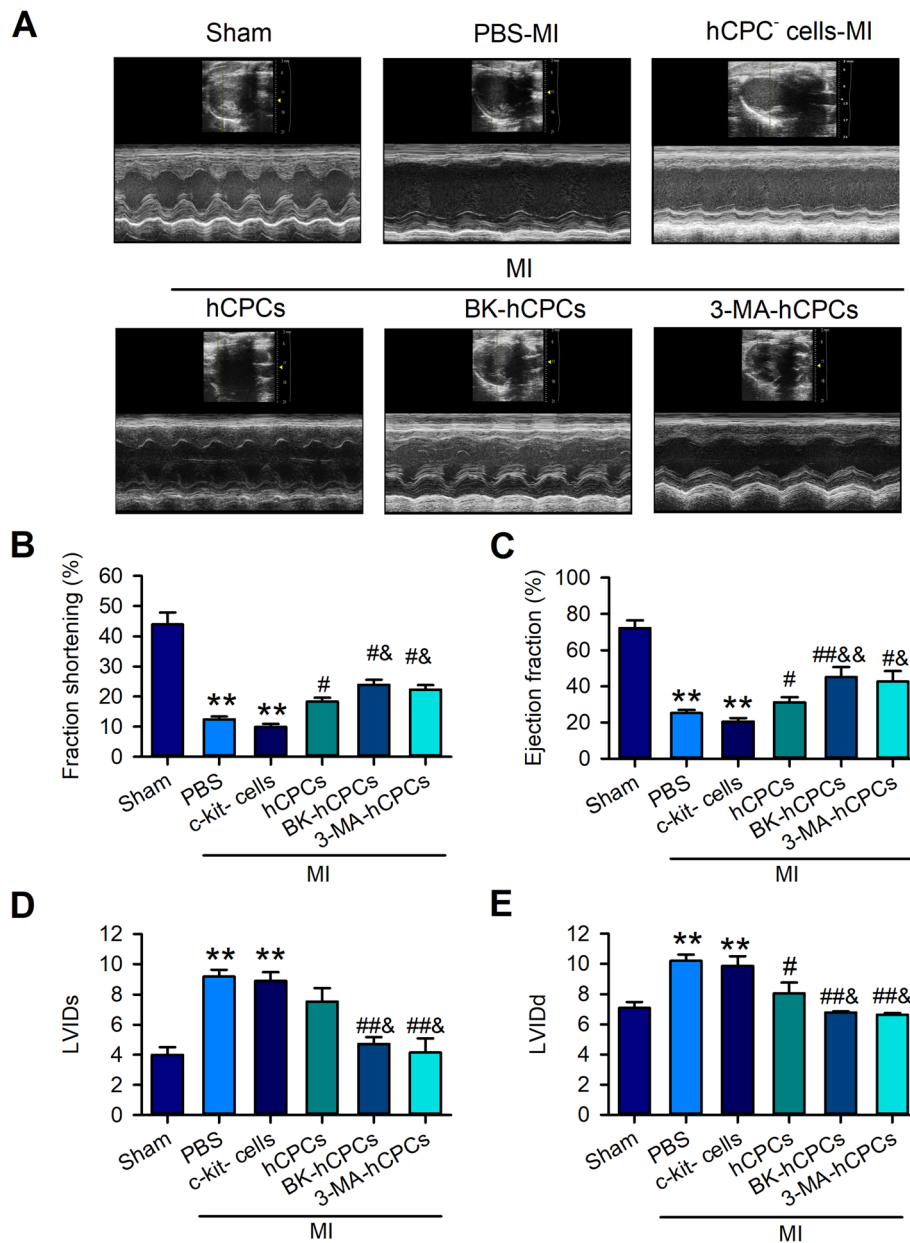 A
Sham
PBS-MI
hCPC⁻ cells-MI
MI
hCPCs
BK-hCPCs
3-MA-hCPCs
B
Fraction shortening (%)
60
50
40
30
20
10
0
**
**
#
#&
#&
Sham
PBS
c-kit- cells
hCPCs
BK-hCPCs
3-MA-hCPCs
MI
C
Ejection fraction (%)
100
80
60
40
20
0
**
**
#
##&&
#&
Sham
PBS
c-kit- cells
hCPCs
BK-hCPCs
3-MA-hCPCs
MI
D
LVIDs
12
10
8
6
4
2
0
**
**
##&
##&
Sham
PBS
c-kit- cells
hCPCs
BK-hCPCs
3-MA-hCPCs
MI
E
LVIDd
12
10
8
6
4
2
0
**
**
#
##&
##&
Sham
PBS
c-kit- cells
hCPCs
BK-hCPCs
3-MA-hCPCs
MI